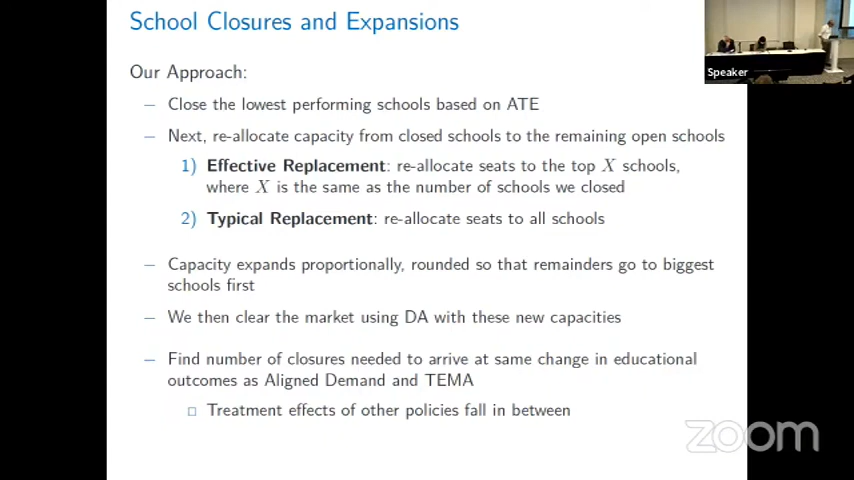 School Closures and Expansions
Speaker
Our Approach:
– Close the lowest performing schools based on ATE
– Next, re-allocate capacity from closed schools to the remaining open schools
1) Effective Replacement: re-allocate seats to the top X schools,
where X is the same as the number of schools we closed
2) Typical Replacement: re-allocate seats to all schools
– Capacity expands proportionally, rounded so that remainders go to biggest
schools first
– We then clear the market using DA with these new capacities
– Find number of closures needed to arrive at same change in educational
outcomes as Aligned Demand and TEMA
□ Treatment effects of other policies fall in between
zoom